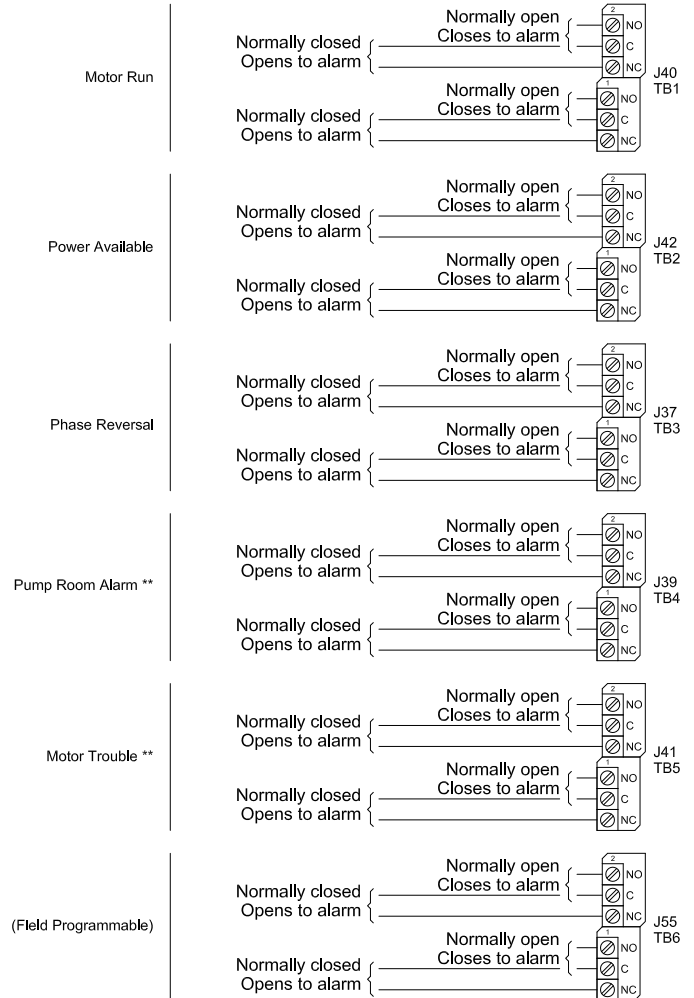 Motor Run
2
Normally open
Closes to alarm
NO
Normally closed
Opens to alarm
C
NC
J40
TB1
1
Normally open
Closes to alarm
NO
Normally closed
Opens to alarm
C
NC
Power Available
2
Normally open
Closes to alarm
NO
Normally closed
Opens to alarm
C
NC
J42
TB2
1
Normally open
Closes to alarm
NO
Normally closed
Opens to alarm
C
NC
Phase Reversal
2
Normally open
Closes to alarm
NO
Normally closed
Opens to alarm
C
NC
J37
TB3
1
Normally open
Closes to alarm
NO
Normally closed
Opens to alarm
C
NC
Pump Room Alarm **
2
Normally open
Closes to alarm
NO
Normally closed
Opens to alarm
C
NC
J39
TB4
1
Normally open
Closes to alarm
NO
Normally closed
Opens to alarm
C
NC
Motor Trouble **
2
Normally open
Closes to alarm
NO
Normally closed
Opens to alarm
C
NC
J41
TB5
1
Normally open
Closes to alarm
NO
Normally closed
Opens to alarm
C
NC
(Field Programmable)
2
Normally open
Closes to alarm
NO
Normally closed
Opens to alarm
C
NC
J55
TB6
1
Normally open
Closes to alarm
NO
Normally closed
Opens to alarm
C
NC